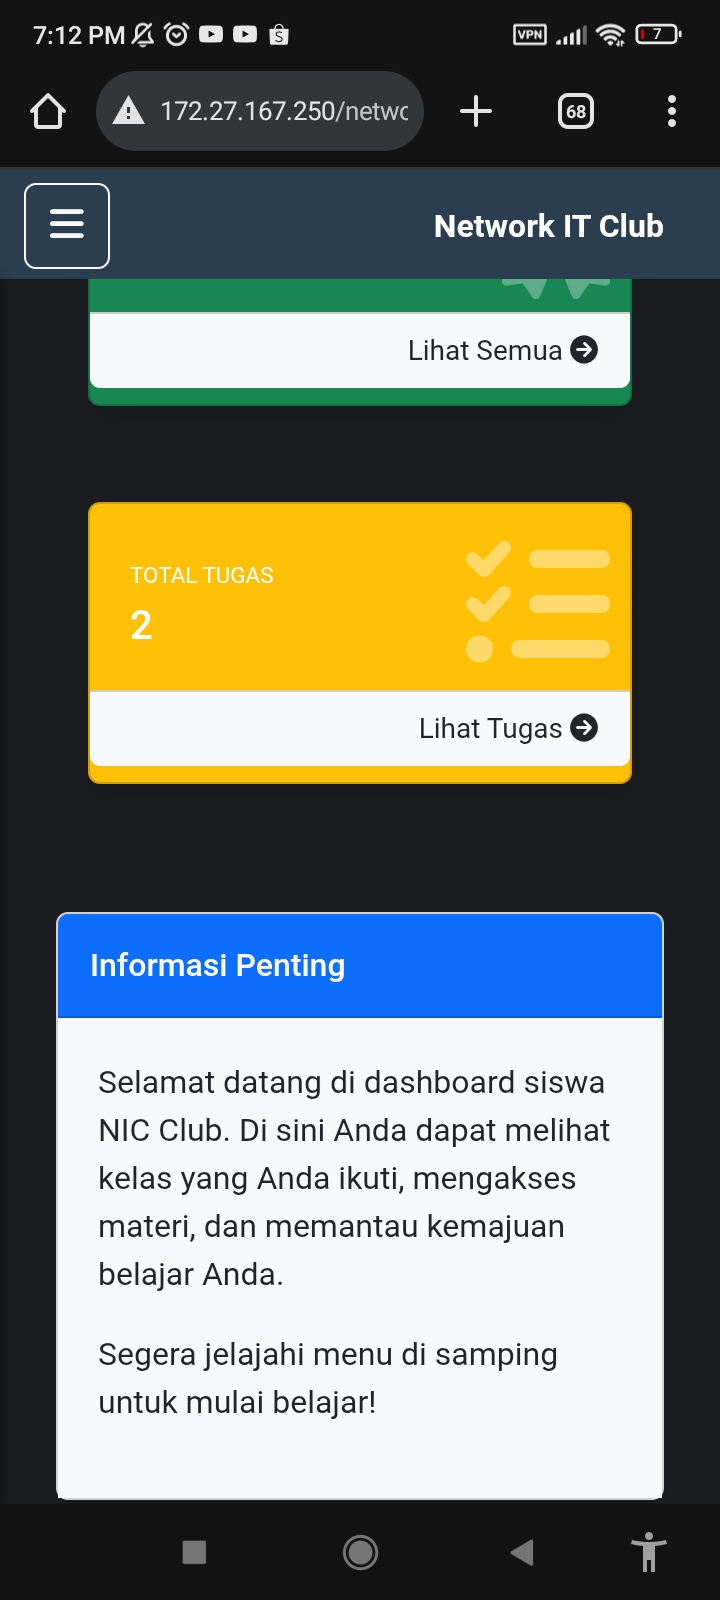 7:12 PM
VPN
7
172.27.167.250/netwo
68
Network IT Club
Lihat Semua
TOTAL TUGAS
2
Lihat Tugas
Informasi Penting
Selamat datang di dashboard siswa
NIC Club. Di sini Anda dapat melihat
kelas yang Anda ikuti, mengakses
materi, dan memantau kemajuan
belajar Anda.
Segera jelajahi menu di samping
untuk mulai belajar!